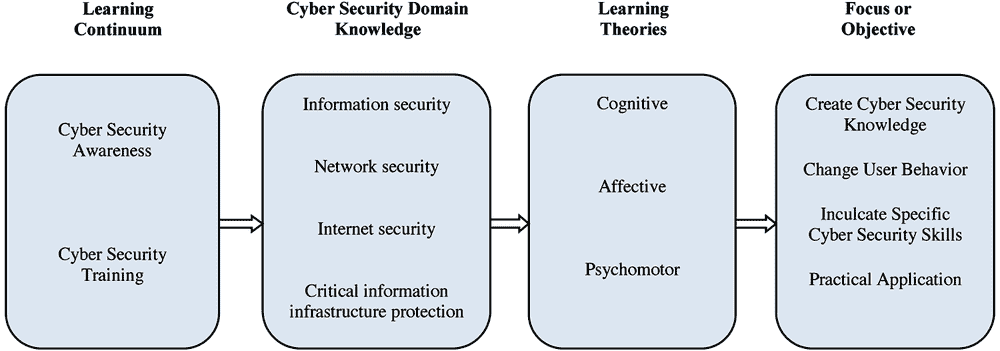 Learning
Continuum
Cyber Security Domain
Knowledge
Learning
Theories
Focus or
Objective
Cyber Security
Awareness
Cyber Security
Training
Information security
Network security
Internet security
Critical information
infrastructure protection
Cognitive
Affective
Psychomotor
Create Cyber Security
Knowledge
Change User Behavior
Inculcate Specific
Cyber Security Skills
Practical Application